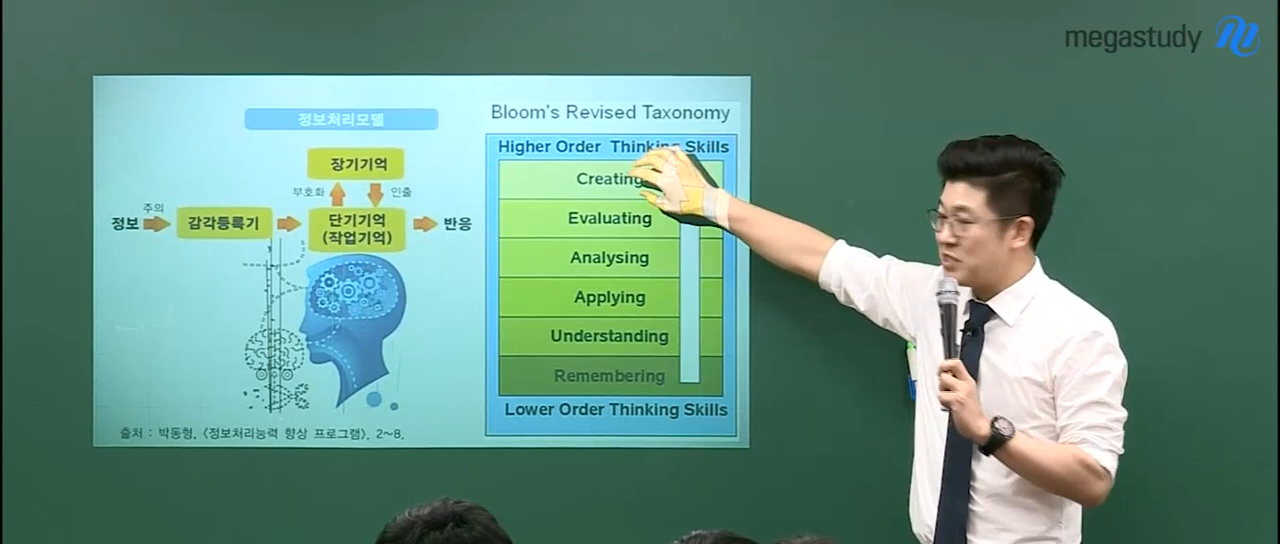 megastudy
정보처리모델
장기기억
부호화
인출
주의
정보
감각등록기
단기기억
(작업기억)
반응
출처 : 박동형, <정보처리능력 향상 프로그램>, 2~8.
Bloom's Revised Taxonomy
Higher Order Thinking Skills
Creating
Evaluating
Analysing
Applying
Understanding
Remembering
Lower Order Thinking Skills